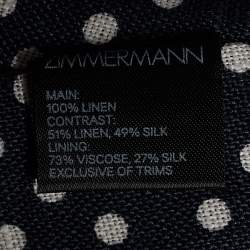 ZIMMERMANN
MAIN:
100% LINEN
CONTRAST:
51% LINEN, 49% SILK
LINING:
73% VISCOSE, 27% SILK
EXCLUSIVE OF TRIMS